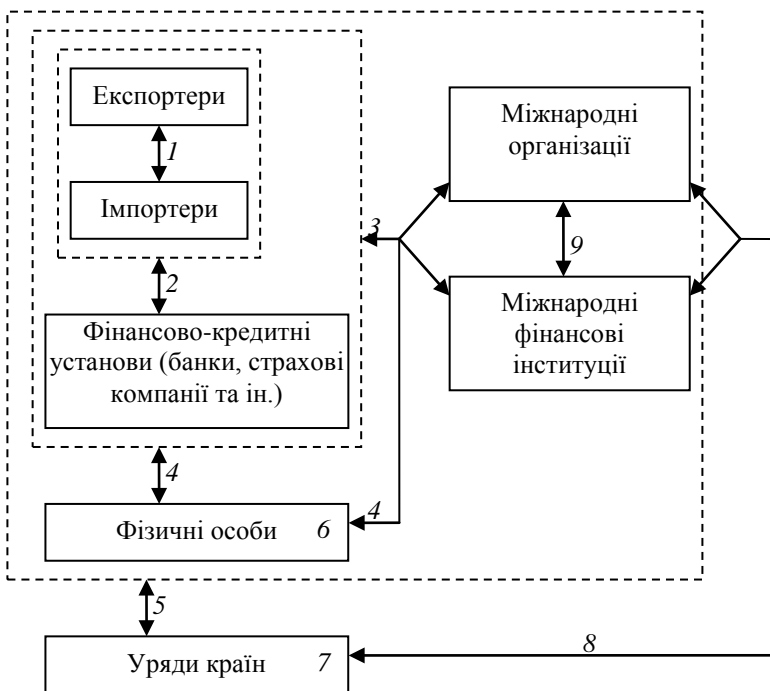 Експортери
1
Імпортери
2
Фінансово-кредитні
установи (банки, страхові
компанії та ін.)
3
Міжнародні
організації
9
Міжнародні
фінансові
інституції
4
4
Фізичні особи 6
5
8
Уряди країн 7